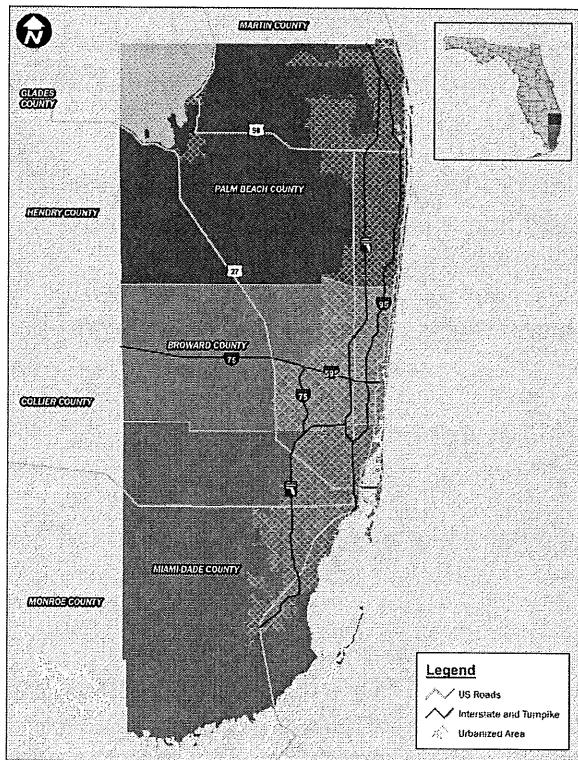 N
MARTIN COUNTY
GLADES
COUNTY
98
PALM BEACH COUNTY
HENDRY COUNTY
27
95
BROWARD COUNTY
75
595
75
COLLIER COUNTY
MIAMI-DADE COUNTY
MONROE COUNTY
Legend
US Roads
Interstate and Turnpike
Urbanized Area